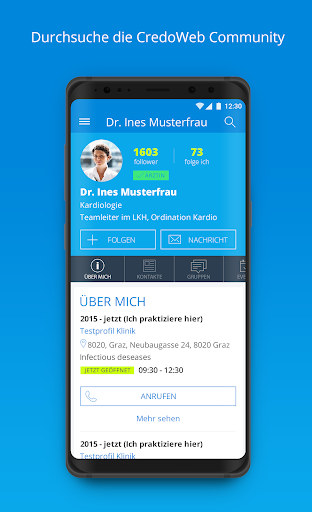 Durchsuche die CredoWeb Community
12:30
Dr. Ines Musterfrau
1603
follower
73
folge ich
ÄRZTIN
Dr. Ines Musterfrau
Kardiologie
Teamleiter im LKH, Ordination Kardio
FOLGEN
NACHRICHT
ÜBER MICH
KONTAKTE
GRUPPEN
ÜBER MICH
2015 - jetzt (Ich praktiziere hier)
Testprofil Klinik
8020, Graz, Neubaugasse 24, 8020 Graz
Infectious deseases
JETZT GEÖFFNET 09:30 - 12:30
ANRUFEN
Mehr sehen
2015 - jetzt (Ich praktiziere hier)
Testprofil Klinik